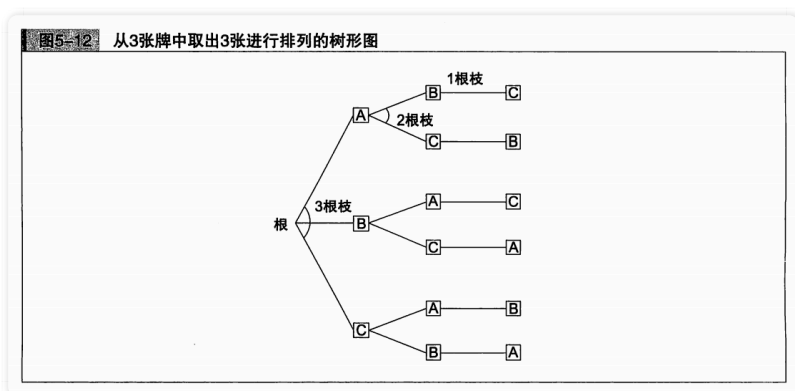 图5-12 从3张牌中取出3张进行排列的树形图
1根枝
B C
A
2根枝
C B
3根枝
A C
根 B
C A
A B
C
B A